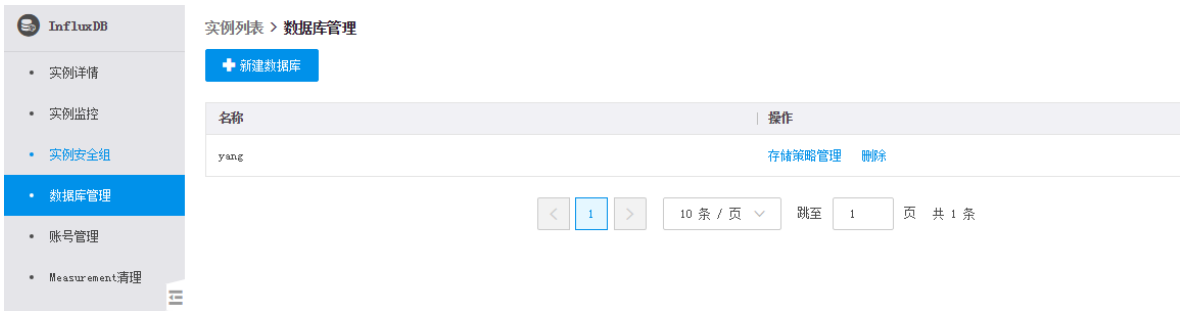 InfluxDB
实例详情
实例监控
实例安全组
数据库管理
账号管理
Measurement清理
实例列表 > 数据库管理
新建数据库
名称 操作
yang 存储策略管理 删除
1 10 条 / 页 跳至 1 页 共 1 条